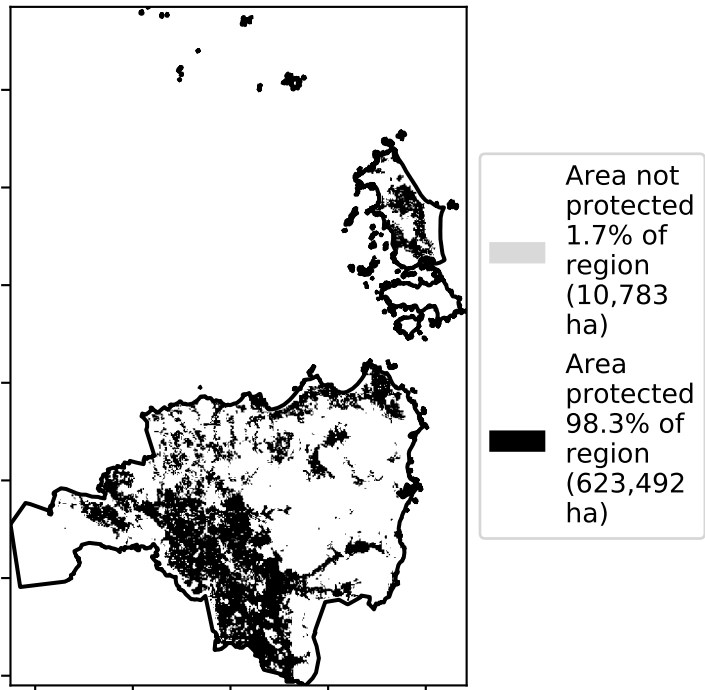 Area not
protected
1.7% of
region
(10,783
ha)
Area
protected
98.3% of
region
(623,492
ha)